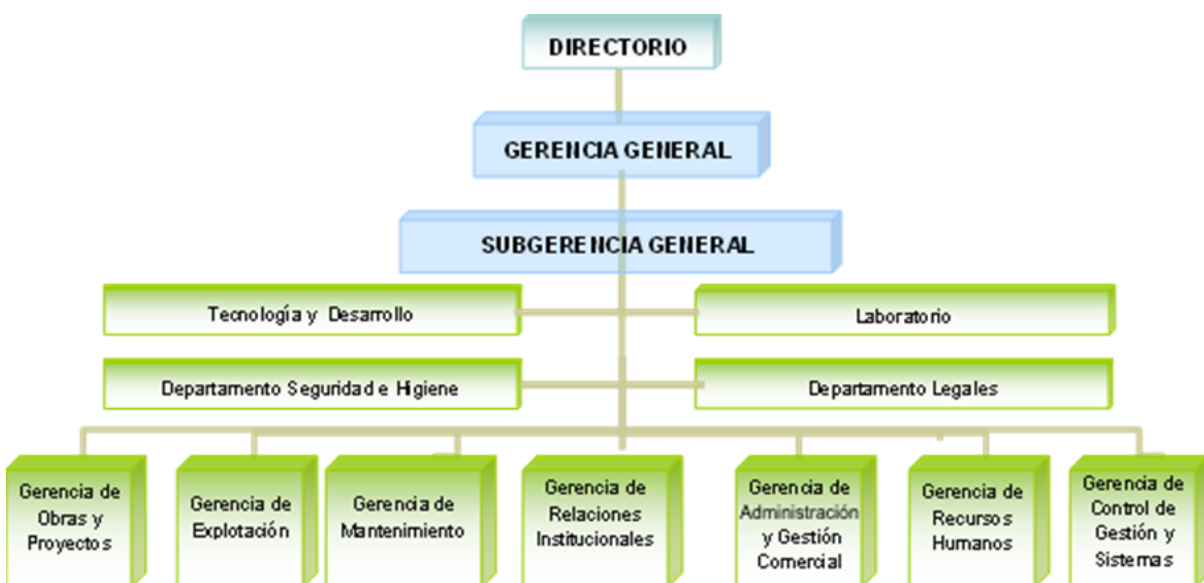 DIRECTORIO
GERENCIA GENERAL
SUBGERENCIA GENERAL
Tecnología y Desarrollo
Laboratorio
Departamento Seguridad e Higiene
Departamento Legales
Gerencia de
Obras y
Proyectos
Gerencia de
Explotación
Gerencia de
Mantenimiento
Gerencia de
Relaciones
Institucionales
Gerencia de
Administración
y Gestión
Comercial
Gerencia de
Recursos
Humanos
Gerencia de
Control de
Gestión y
Sistemas